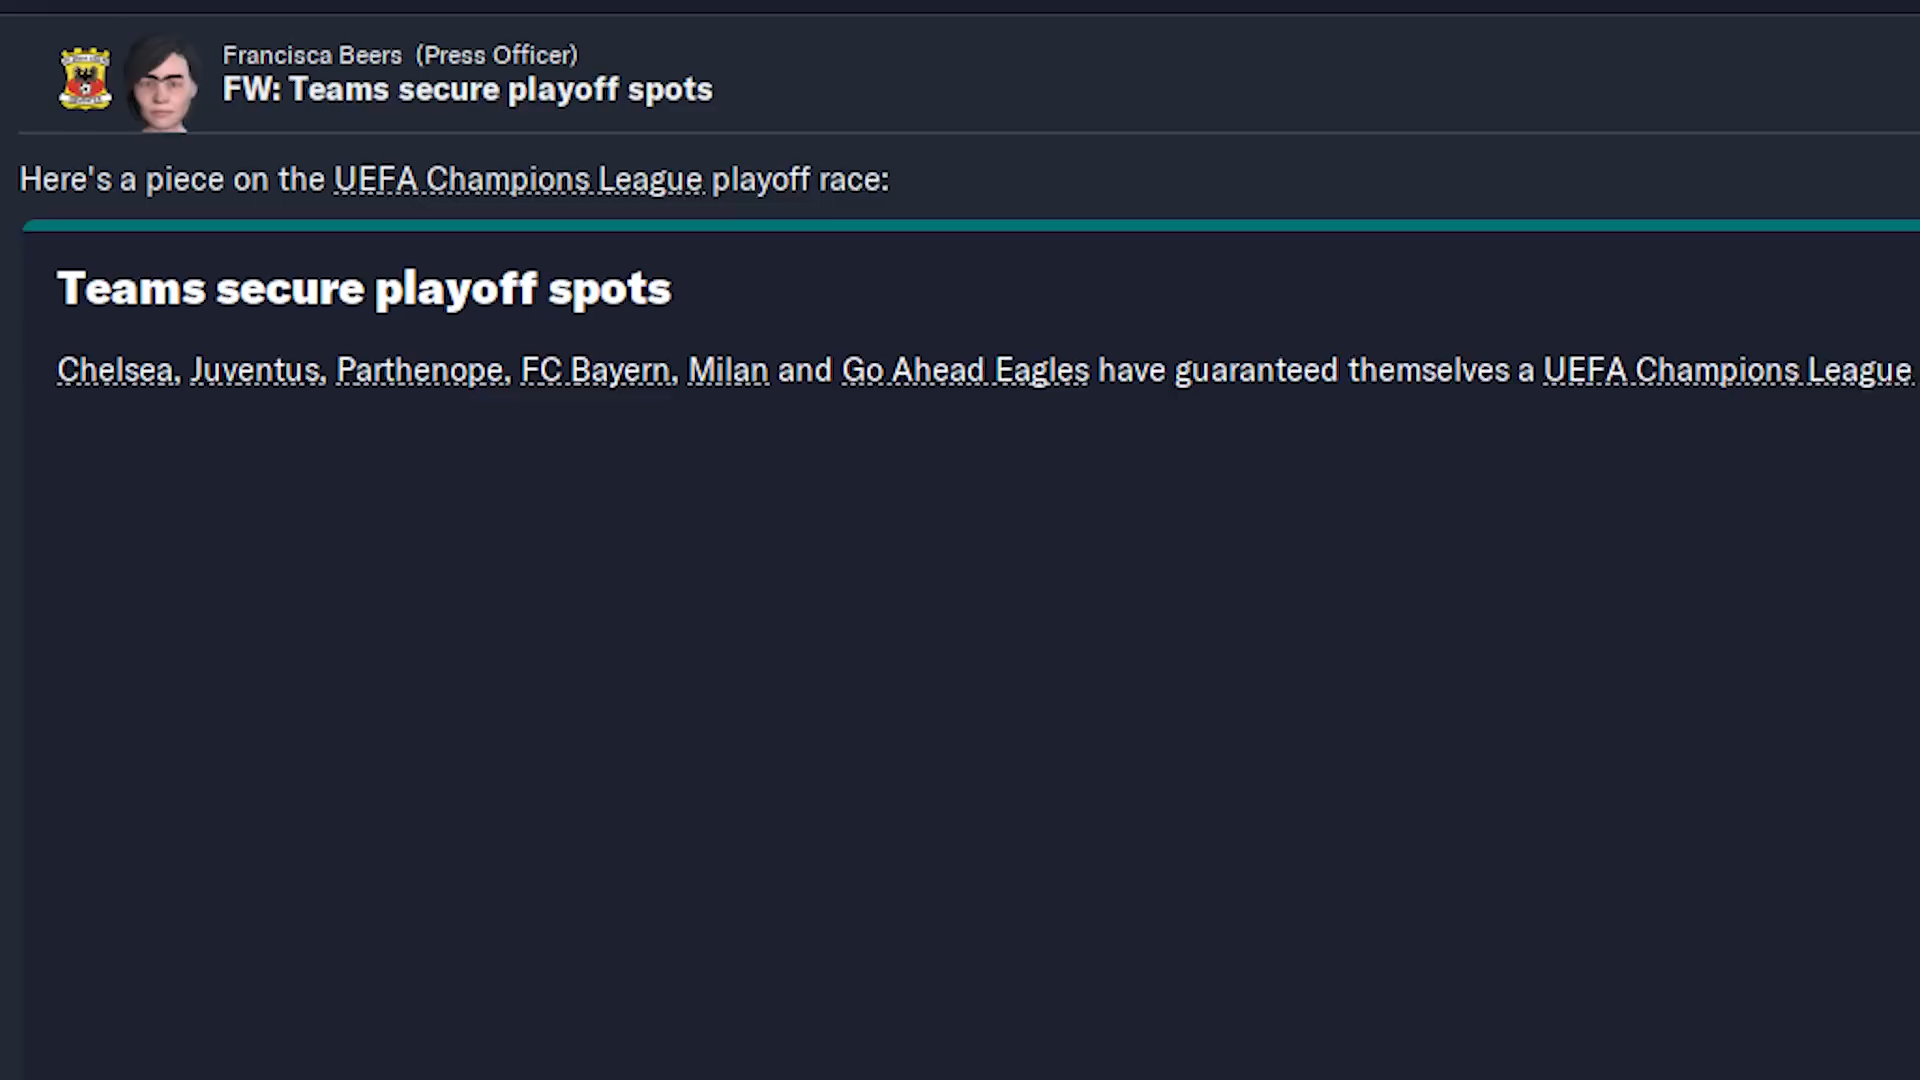 Francisca Beers (Press Officer)
FW: Teams secure playoff spots
Here's a piece on the UEFA Champions League playoff race:
Teams secure playoff spots
Chelsea, Juventus, Parthenope, FC Bayern, Milan and Go Ahead Eagles have guaranteed themselves a UEFA Champions League